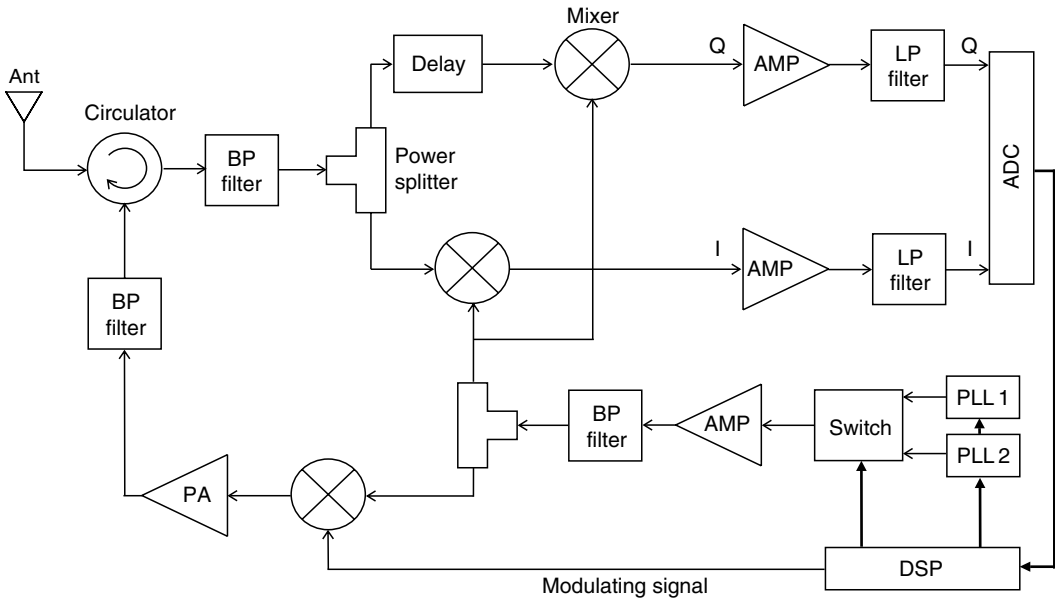 Mixer
Ant
Circulator
Delay
Q
AMP
LP
filter
Q
BP
filter
Power
splitter
ADC
I
AMP
LP
filter
I
BP
filter
BP
filter
AMP
Switch
PLL 1
PLL 2
PA
DSP
Modulating signal